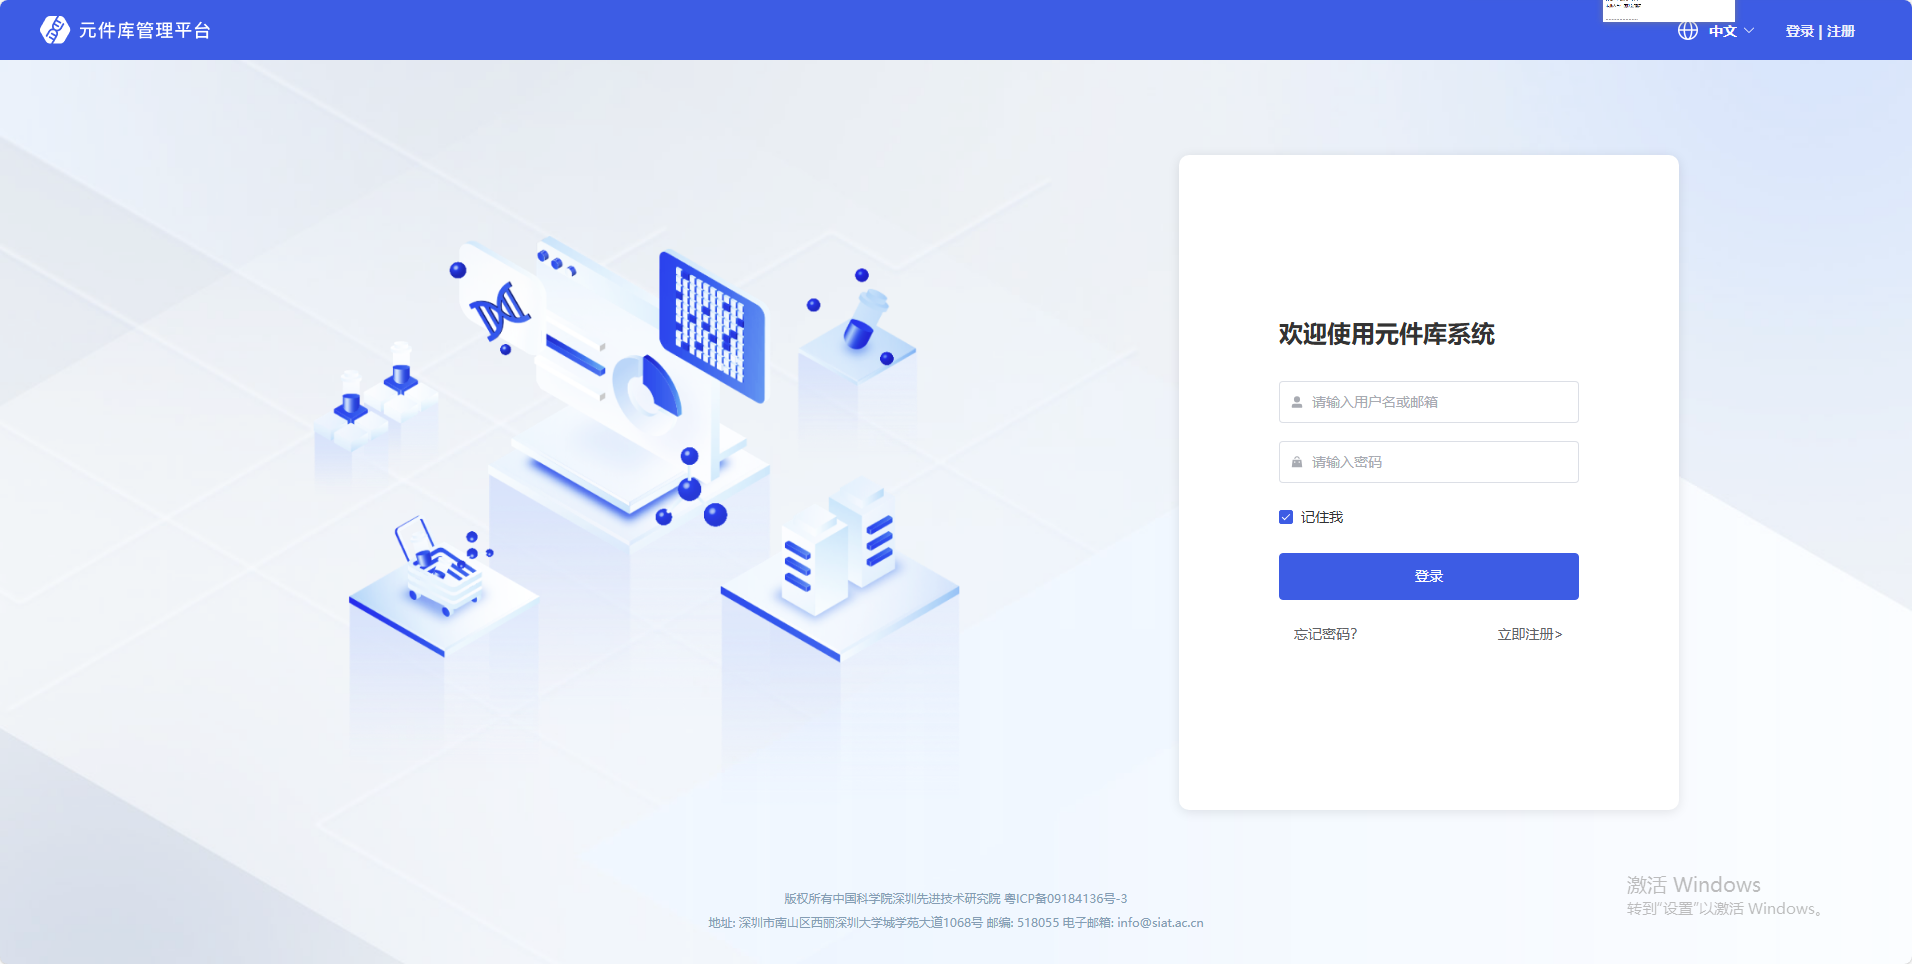 元件库管理平台
中文
登录 | 注册
欢迎使用元件库系统
请输入用户名或邮箱
请输入密码
记住我
登录
忘记密码?
立即注册>
版权所有中国科学院深圳先进技术研究院 粤ICP备09184136号-3
地址: 深圳市南山区西丽深圳大学城学苑大道1068号 邮编: 518055 电子邮箱: info@siat.ac.cn
激活 Windows
转到"设置"以激活 Windows。